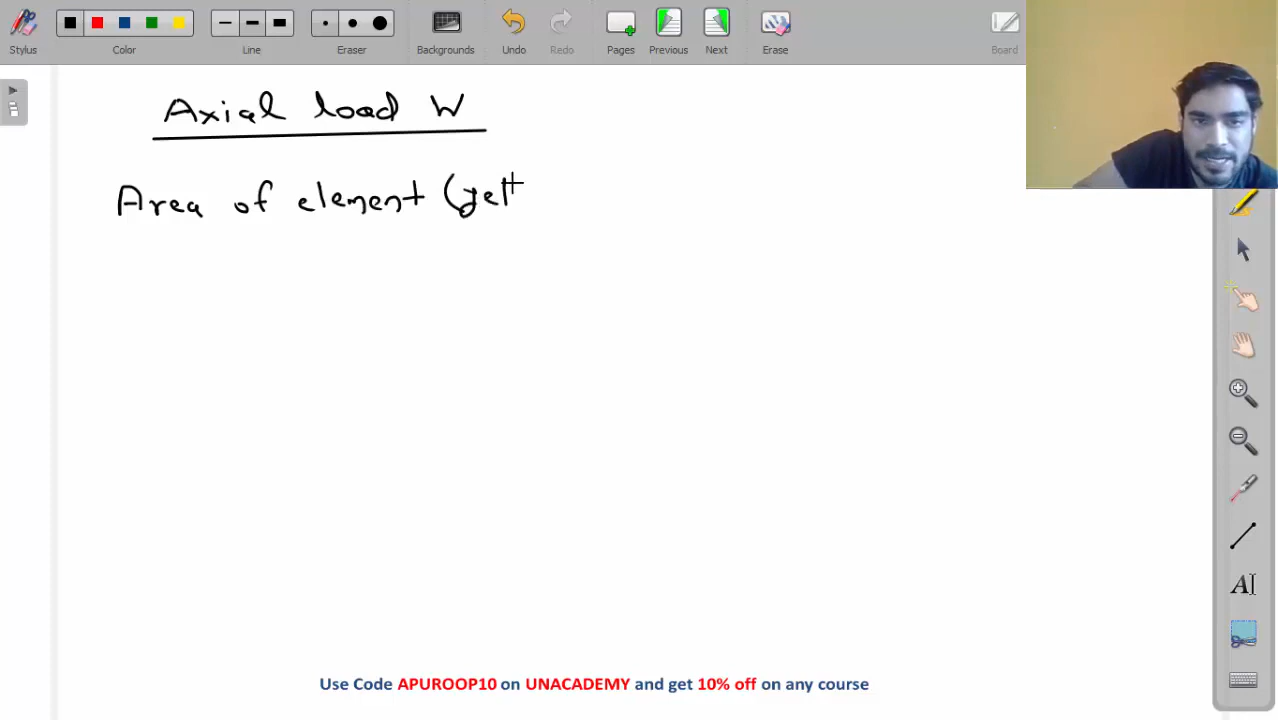 Stylus
Color
Line
Eraser
Backgrounds
Undo
Redo
Pages
Previous
Next
Erase
Board
Axial load W
Area of element (yell
A
Use Code APUROOP10 on UNACADEMY and get 10% off on any course